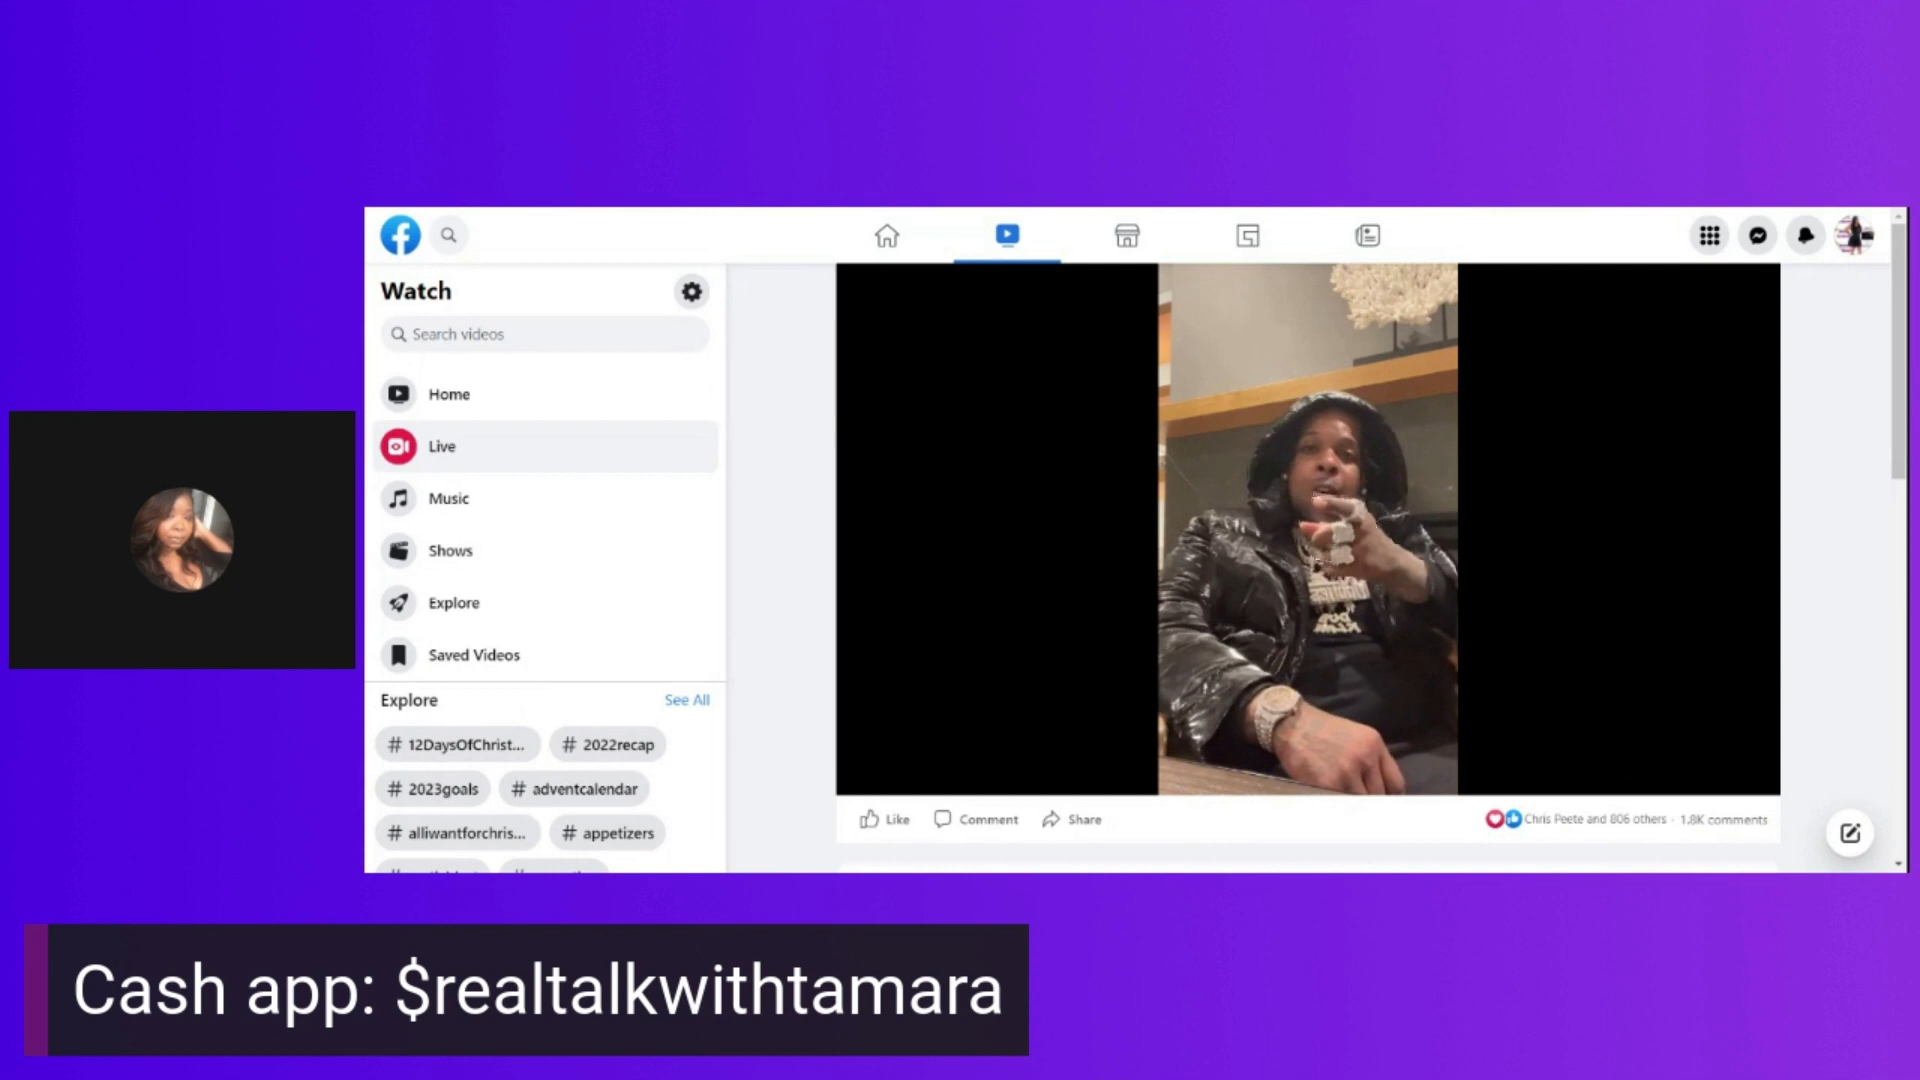 Watch
Search videos
Home
Live
Music
Shows
Explore
Saved Videos
Explore See All
# 12DaysOfChrist... # 2022recap
# 2023goals # adventcalendar
# alliwantforchris... # appetizers
Like Comment Share Chris Peete and 806 others · 1.8K comments
Cash app: $realtalkwithtamara